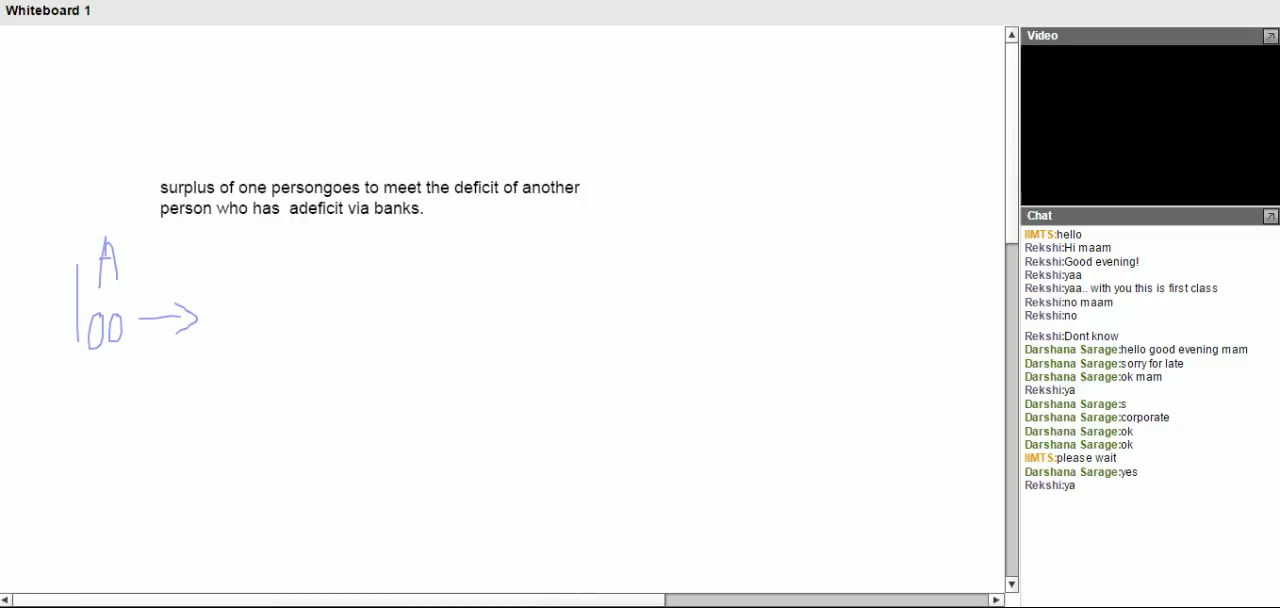 Whiteboard 1
surplus of one persongoes to meet the deficit of another
person who has  adeficit via banks.
A
100
Video
Chat
IIMTS:hello
Rekshi:Hi maam
Rekshi:Good evening!
Rekshi:yaa
Rekshi:yaa.. with you this is first class
Rekshi:no maam
Rekshi:no
Rekshi:Dont know
Darshana Sarage:hello good evening mam
Darshana Sarage:sorry for late
Darshana Sarage:ok mam
Rekshi:ya
Darshana Sarage:s
Darshana Sarage:corporate
Darshana Sarage:ok
Darshana Sarage:ok
IIMTS:please wait
Darshana Sarage:yes
Rekshi:ya